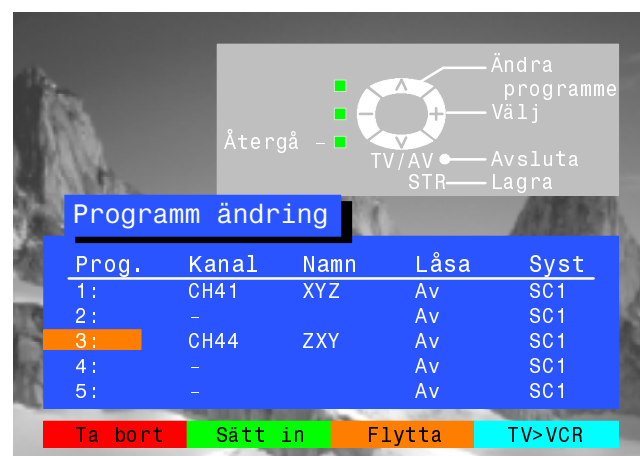 Ändra
programme
Välj
Återgå –
TV/AV Avsluta
STR Lagra
Programm ändring
Prog. Kanal Namn Låsa Syst
1: CH41 XYZ Av SC1
2: – Av SC1
3: CH44 ZXY Av SC1
4: – Av SC1
5: – Av SC1
Ta bort Sätt in Flytta TV>VCR